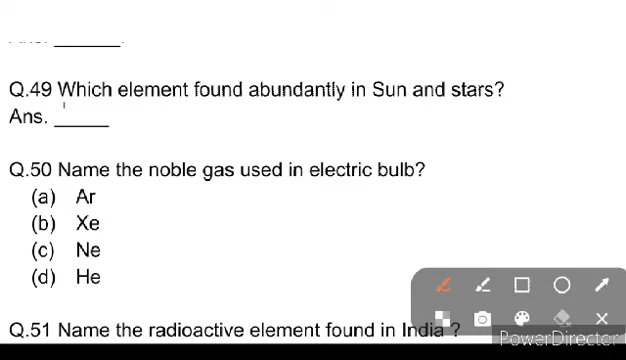 Q.49 Which element found abundantly in Sun and stars?
Ans. ______
Q.50 Name the noble gas used in electric bulb?
(a) Ar
(b) Xe
(c) Ne
(d) He
Q.51 Name the radioactive element found in India ?
PowerDirector